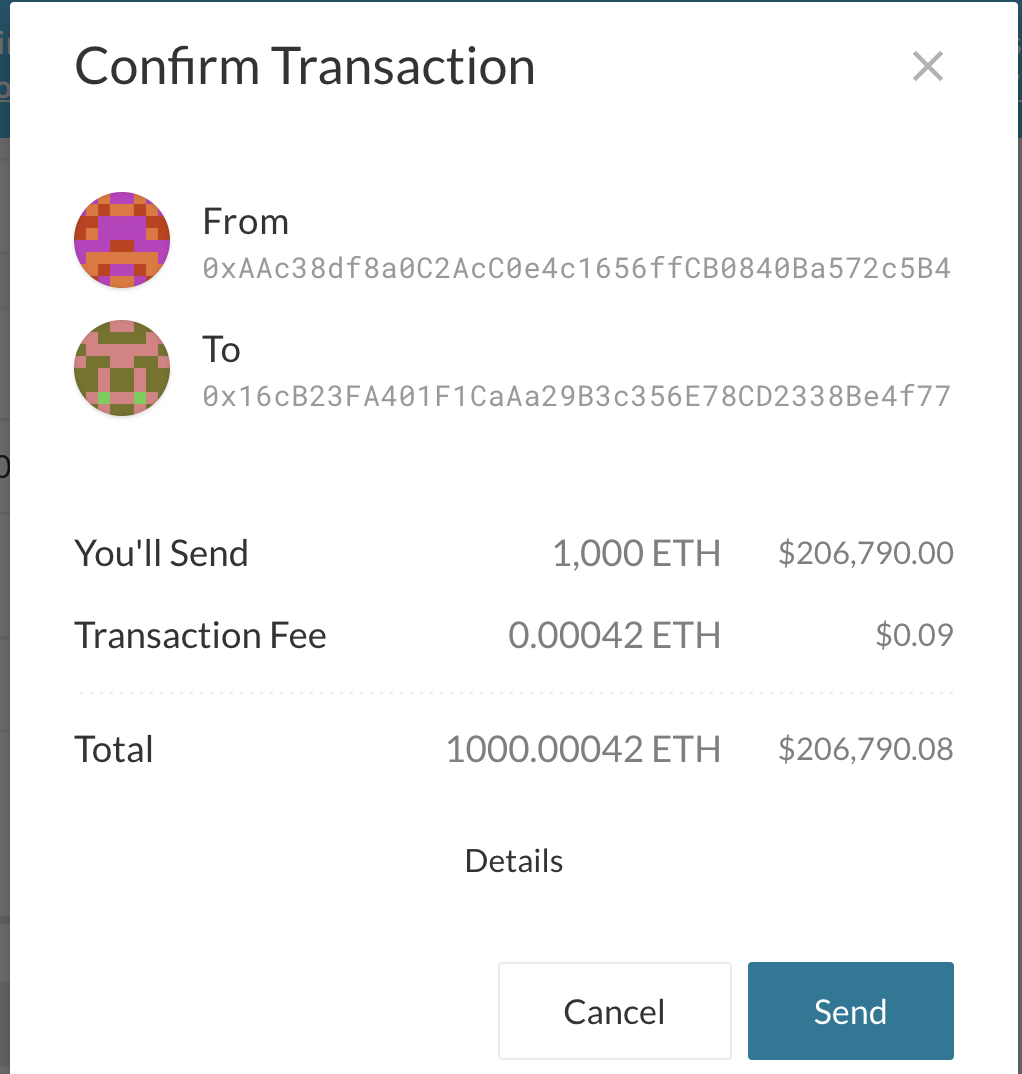 Confirm Transaction
From
0xAAc38df8a0C2AcC0e4c1656ffCB0840Ba572c5B4
To
0x16cB23FA401F1CaAa29B3c356E78CD2338Be4f77
You'll Send 1,000 ETH $206,790.00
Transaction Fee 0.00042 ETH $0.09
Total 1000.00042 ETH $206,790.08
Details
Cancel Send